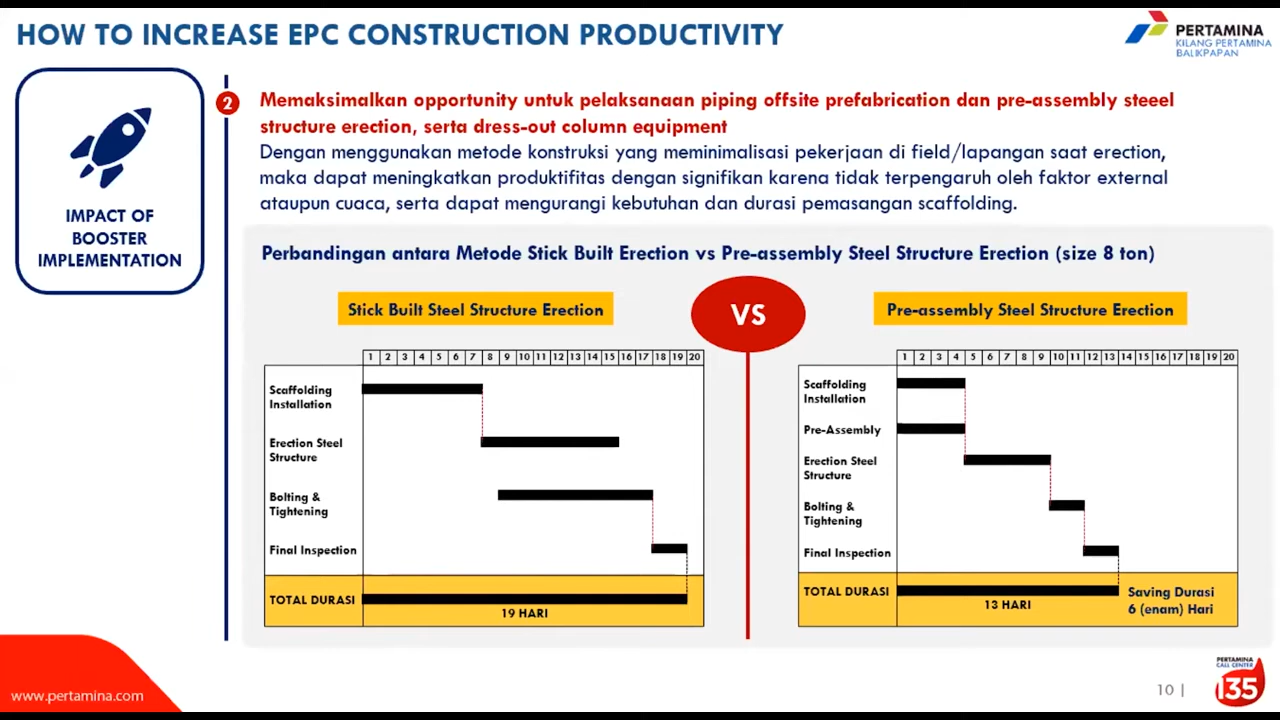 HOW TO INCREASE EPC CONSTRUCTION PRODUCTIVITY
PERTAMINA
KILANG PERTAMINA
BALIKPAPAN
IMPACT OF
BOOSTER
IMPLEMENTATION
2
Memaksimalkan opportunity untuk pelaksanaan piping offsite prefabrication dan pre-assembly steeel
structure erection, serta dress-out column equipment
Dengan menggunakan metode konstruksi yang meminimalisasi pekerjaan di field/lapangan saat erection,
maka dapat meningkatkan produktifitas dengan signifikan karena tidak terpengaruh oleh faktor external
ataupun cuaca, serta dapat mengurangi kebutuhan dan durasi pemasangan scaffolding.
Perbandingan antara Metode Stick Built Erection vs Pre-assembly Steel Structure Erection (size 8 ton)
Stick Built Steel Structure Erection
1 2 3 4 5 6 7 8 9 10 11 12 13 14 15 16 17 18 19 20
Scaffolding
Installation
Erection Steel
Structure
Bolting &
Tightening
Final Inspection
TOTAL DURASI
19 HARI
VS
Pre-assembly Steel Structure Erection
1 2 3 4 5 6 7 8 9 10 11 12 13 14 15 16 17 18 19 20
Scaffolding
Installation
Pre-Assembly
Erection Steel
Structure
Bolting &
Tightening
Final Inspection
TOTAL DURASI
13 HARI
Saving Durasi
6 (enam) Hari
www.pertamina.com
10 |
PERTAMINA
CALL CENTER
135